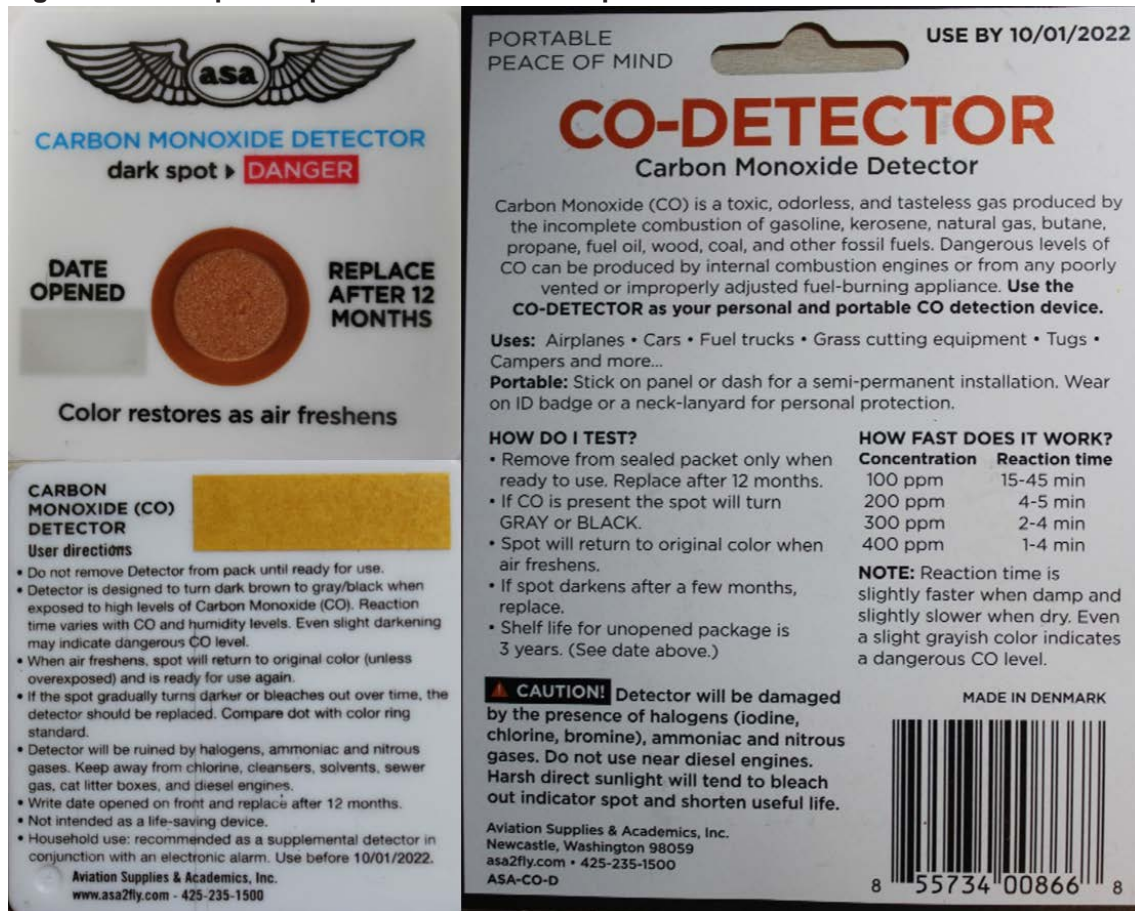 asa
CARBON MONOXIDE DETECTOR
dark spot ▸ DANGER
DATE
OPENED
REPLACE
AFTER 12
MONTHS
Color restores as air freshens
CARBON
MONOXIDE (CO)
DETECTOR
User directions
• Do not remove Detector from pack until ready for use.
• Detector is designed to turn dark brown to gray/black when
exposed to high levels of Carbon Monoxide (CO). Reaction
time varies with CO and humidity levels. Even slight darkening
may indicate dangerous CO level.
• When air freshens, spot will return to original color (unless
overexposed) and is ready for use again.
• If the spot gradually turns darker or bleaches out over time, the
detector should be replaced. Compare dot with color ring
standard.
• Detector will be ruined by halogens, ammoniac and nitrous
gases. Keep away from chlorine, cleansers, solvents, sewer
gas, cat litter boxes, and diesel engines.
• Write date opened on front and replace after 12 months.
• Not intended as a life-saving device.
• Household use: recommended as a supplemental detector in
conjunction with an electronic alarm. Use before 10/01/2022.
Aviation Supplies & Academics, Inc.
www.asa2fly.com - 425-235-1500
PORTABLE
PEACE OF MIND
USE BY 10/01/2022
CO-DETECTOR
Carbon Monoxide Detector
Carbon Monoxide (CO) is a toxic, odorless, and tasteless gas produced by
the incomplete combustion of gasoline, kerosene, natural gas, butane,
propane, fuel oil, wood, coal, and other fossil fuels. Dangerous levels of
CO can be produced by internal combustion engines or from any poorly
vented or improperly adjusted fuel-burning appliance. Use the
CO-DETECTOR as your personal and portable CO detection device.
Uses: Airplanes • Cars • Fuel trucks • Grass cutting equipment • Tugs •
Campers and more...
Portable: Stick on panel or dash for a semi-permanent installation. Wear
on ID badge or a neck-lanyard for personal protection.
HOW DO I TEST?
• Remove from sealed packet only when
ready to use. Replace after 12 months.
• If CO is present the spot will turn
GRAY or BLACK.
• Spot will return to original color when
air freshens.
• If spot darkens after a few months,
replace.
• Shelf life for unopened package is
3 years. (See date above.)
HOW FAST DOES IT WORK?
Concentration Reaction time
100 ppm 15-45 min
200 ppm 4-5 min
300 ppm 2-4 min
400 ppm 1-4 min
NOTE: Reaction time is
slightly faster when damp and
slightly slower when dry. Even
a slight grayish color indicates
a dangerous CO level.
CAUTION! Detector will be damaged
by the presence of halogens (iodine,
chlorine, bromine), ammoniac and nitrous
gases. Do not use near diesel engines.
Harsh direct sunlight will tend to bleach
out indicator spot and shorten useful life.
Aviation Supplies & Academics, Inc.
Newcastle, Washington 98059
asa2fly.com • 425-235-1500
ASA-CO-D
MADE IN DENMARK
8 55734 00866 8